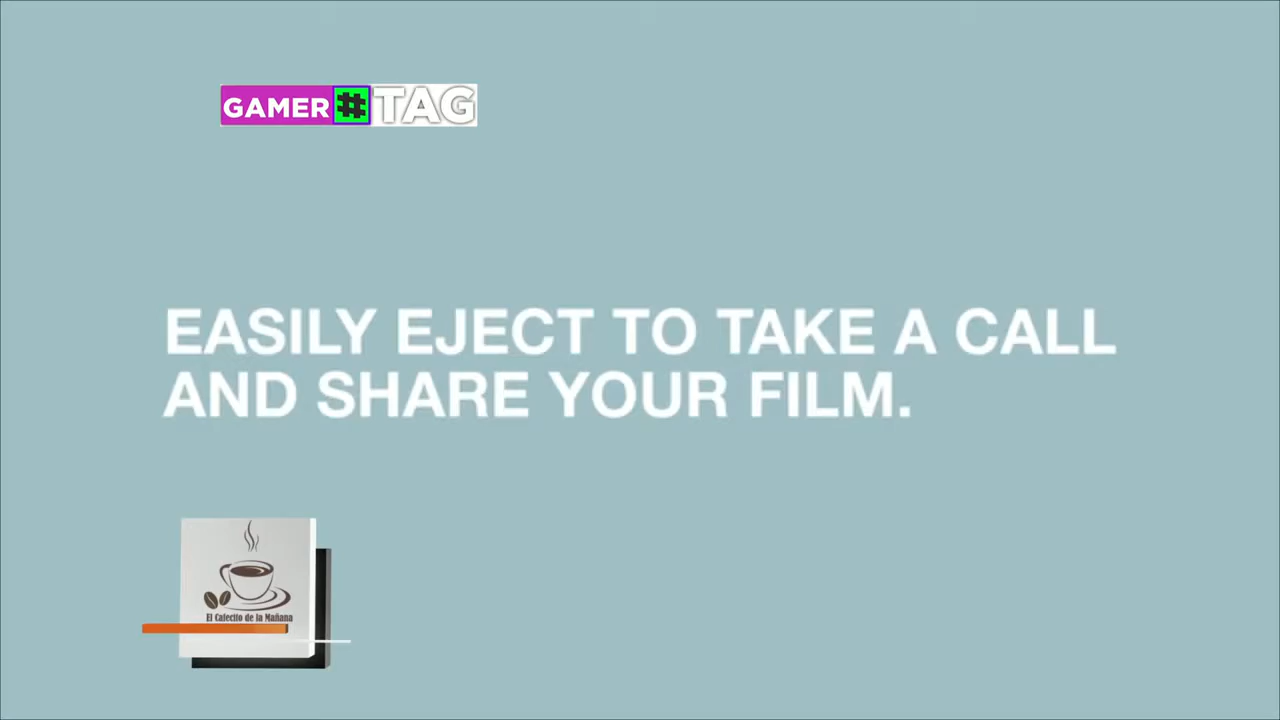 GAMER#TAG
EASILY EJECT TO TAKE A CALL
AND SHARE YOUR FILM.
El Cafecito de la Mañana